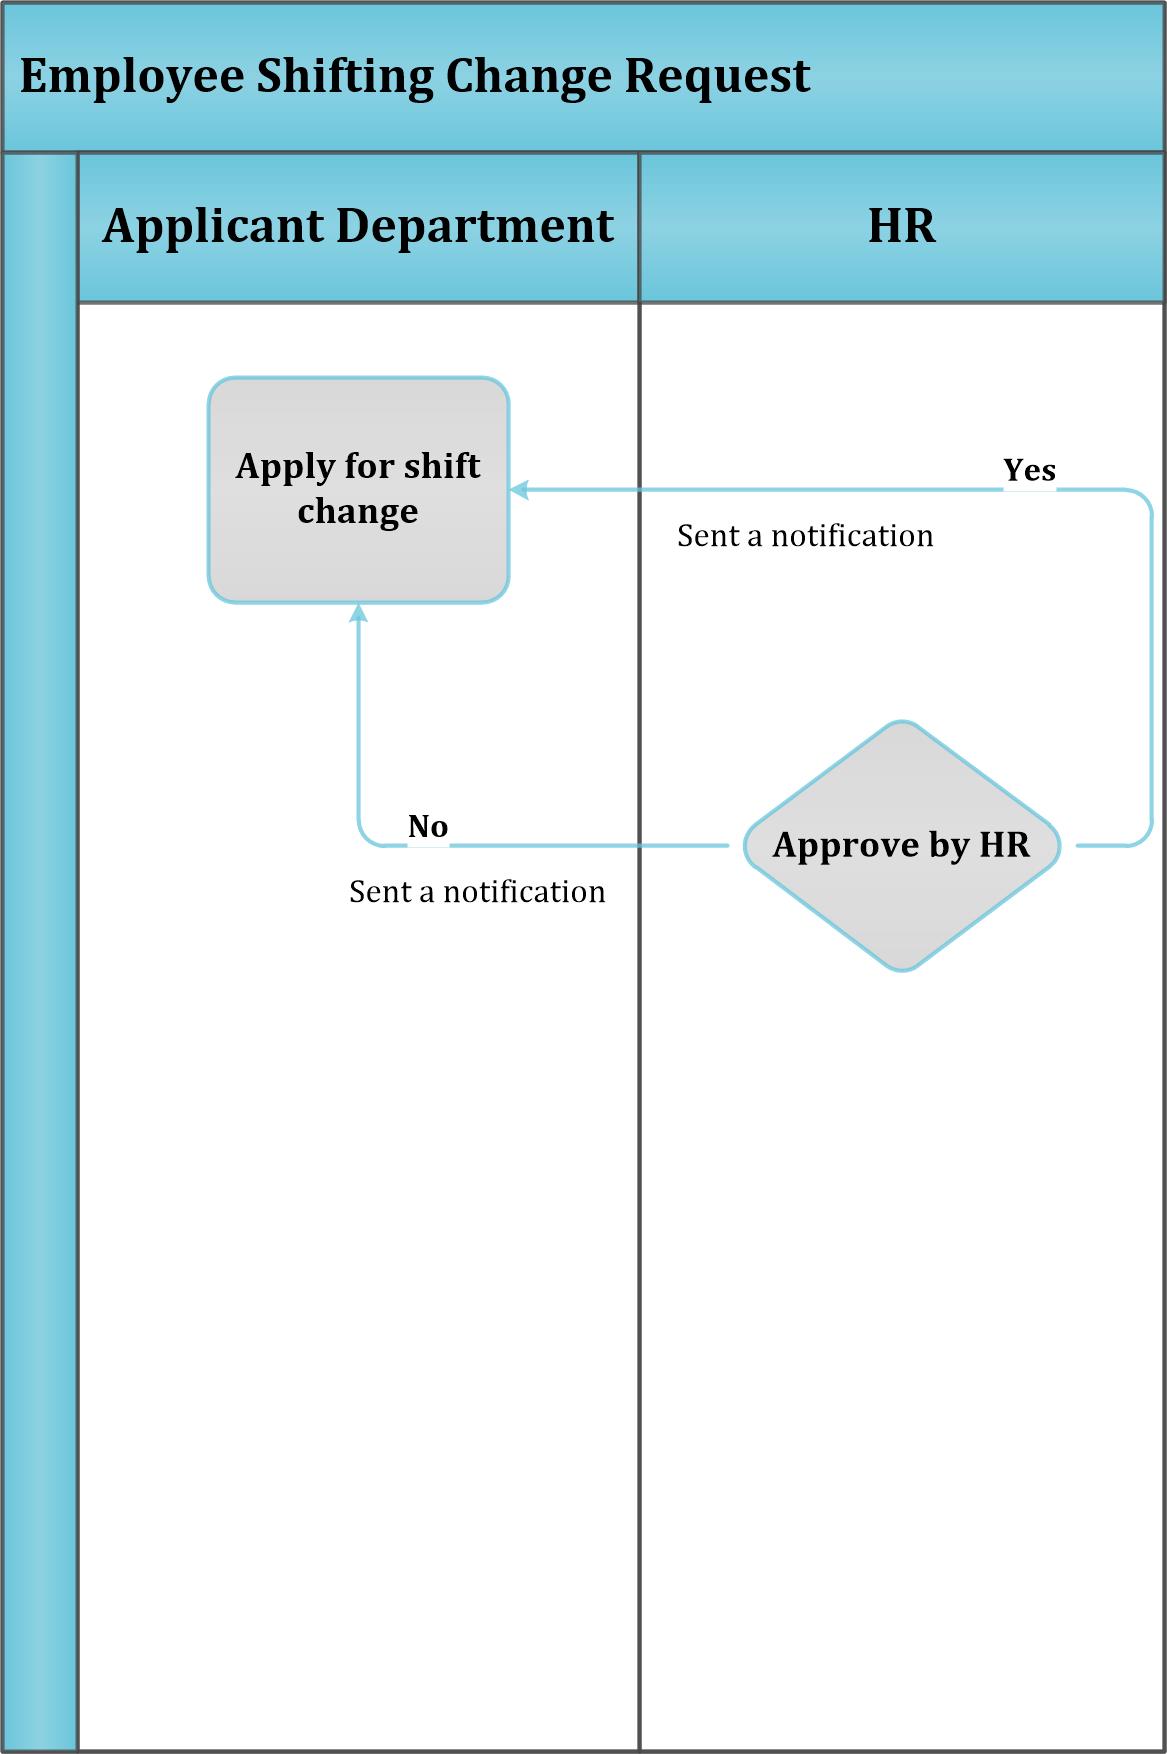 Employee Shifting Change Request
Applicant Department
HR
Apply for shift
change
Yes
Sent a notification
No
Approve by HR
Sent a notification